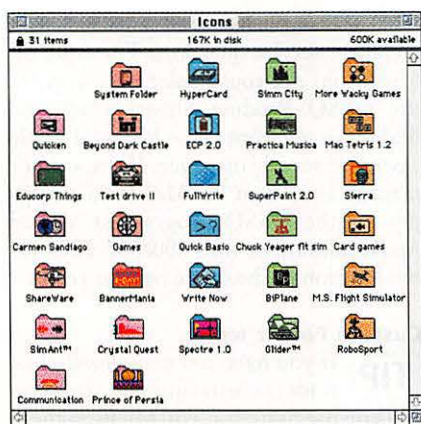 Icons
31 items 167K in disk 600K available
System Folder HyperCard Simm City More Wacky Games
Quicken Beyond Dark Castle ECP 2.0 Practica Musica Mac Tetris 1.2
Educorp Things Test drive II FullWrite SuperPaint 2.0 Sierra
Carmen Sandiago Games Quick Basic Chuck Yeager flt sim Card games
ShareWare BannerMania Write Now BiPlane M.S. Flight Simulator
SimAnt™ Crystal Quest Spectre 1.0 Glider™ RoboSport
Communication Prince of Persia